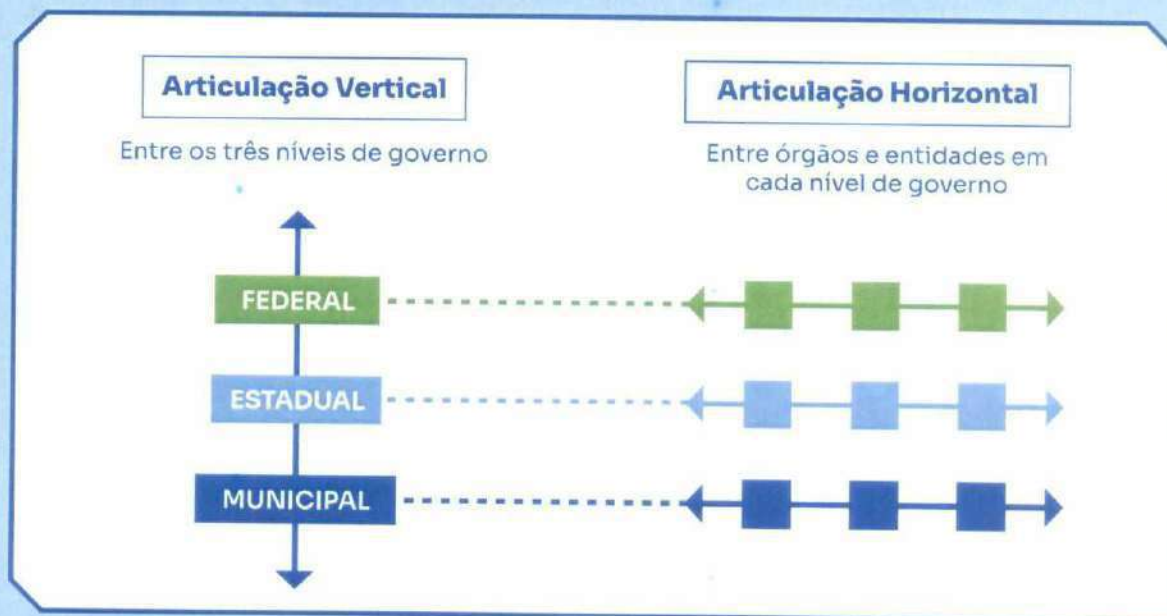 Articulação Vertical
Entre os três níveis de governo
Articulação Horizontal
Entre órgãos e entidades em
cada nível de governo
FEDERAL
ESTADUAL
MUNICIPAL